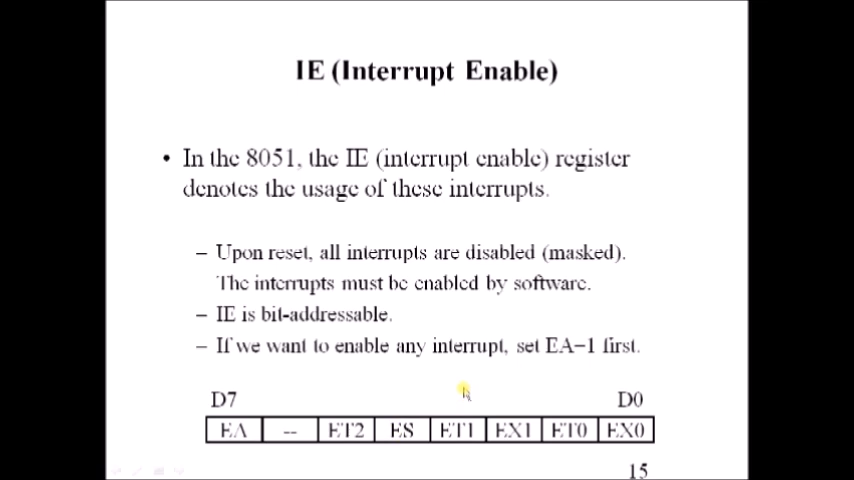 IE (Interrupt Enable)
• In the 8051, the IE (interrupt enable) register
denotes the usage of these interrupts.
– Upon reset, all interrupts are disabled (masked).
The interrupts must be enabled by software.
– IE is bit-addressable.
– If we want to enable any interrupt, set EA=1 first.
D7 D0
EA -- ET2 ES ET1 EX1 ET0 EX0
15